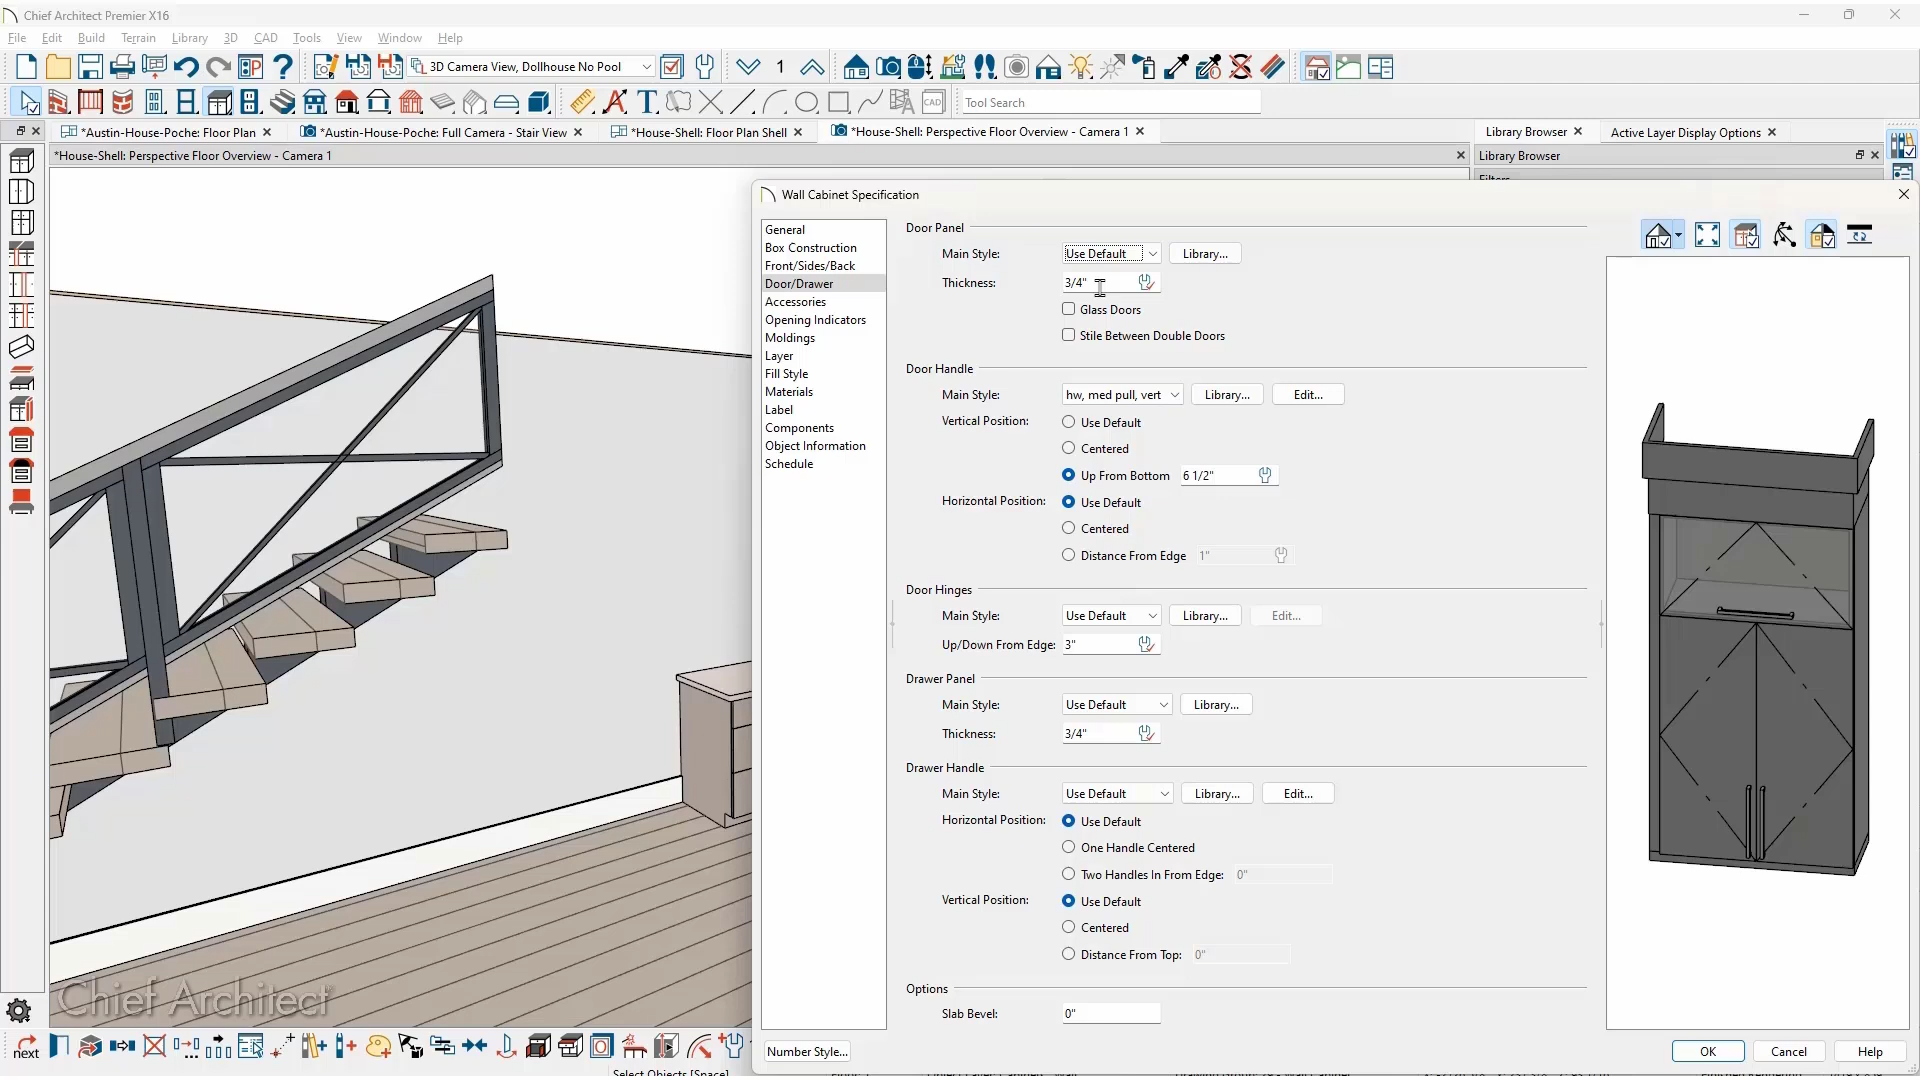 Chief Architect Premier X16
File Edit Build Terrain Library 3D CAD Tools View Window Help
3D Camera View, Dollhouse No Pool
1
Tool Search
CAD
*Austin-House-Poche: Floor Plan
*Austin-House-Poche: Full Camera - Stair View
*House-Shell: Floor Plan Shell
*House-Shell: Perspective Floor Overview - Camera 1
Library Browser
Active Layer Display Options
*House-Shell: Perspective Floor Overview - Camera 1
Library Browser
Filters
Wall Cabinet Specification
General
Box Construction
Front/Sides/Back
Door/Drawer
Accessories
Opening Indicators
Moldings
Layer
Fill Style
Materials
Label
Components
Object Information
Schedule
Door Panel
Main Style: Use Default Library...
Thickness: 3/4"
Glass Doors
Stile Between Double Doors
Door Handle
Main Style: hw, med pull, vert Library... Edit...
Vertical Position: Use Default
Centered
Up From Bottom 6 1/2"
Horizontal Position: Use Default
Centered
Distance From Edge 1"
Door Hinges
Main Style: Use Default Library... Edit...
Up/Down From Edge: 3"
Drawer Panel
Main Style: Use Default Library...
Thickness: 3/4"
Drawer Handle
Main Style: Use Default Library... Edit...
Horizontal Position: Use Default
One Handle Centered
Two Handles In From Edge: 0"
Vertical Position: Use Default
Centered
Distance From Top: 0"
Options
Slab Bevel: 0"
Number Style...
OK Cancel Help
Chief Architect
next
Select Objects [Space]